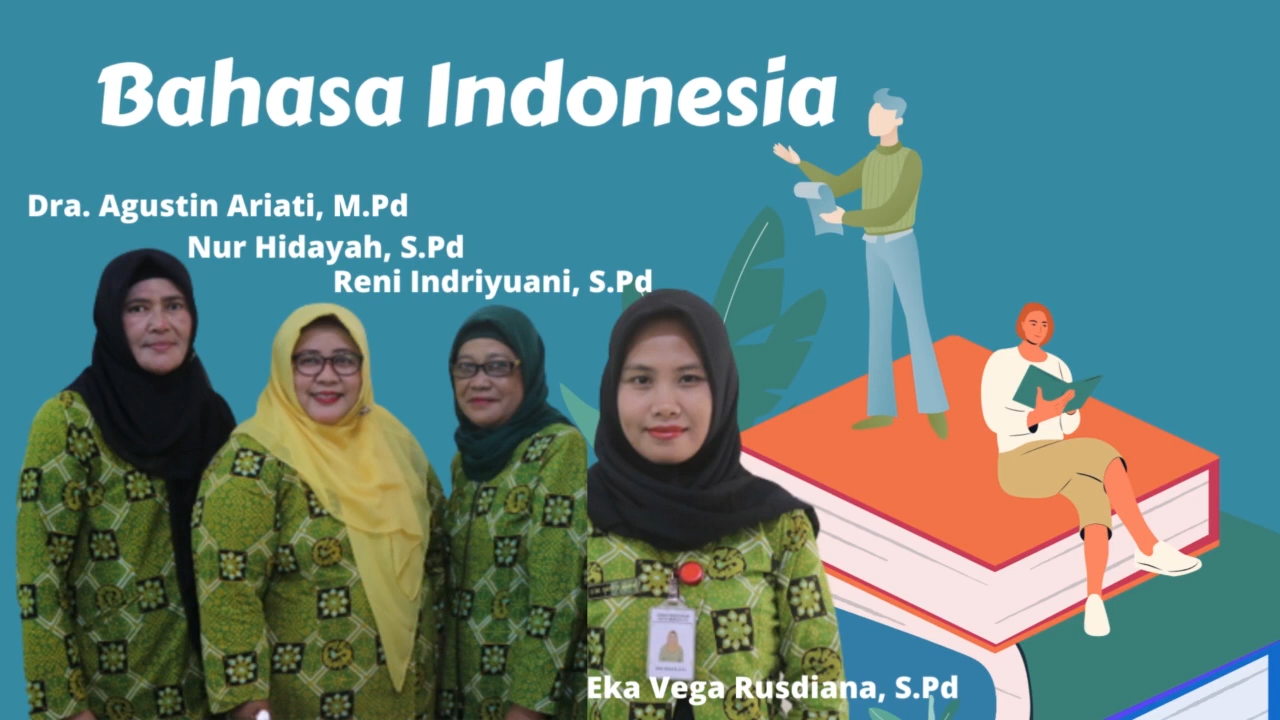 Bahasa Indonesia
Dra. Agustin Ariati, M.Pd
Nur Hidayah, S.Pd
Reni Indriyuani, S.Pd
Eka Vega Rusdiana, S.Pd